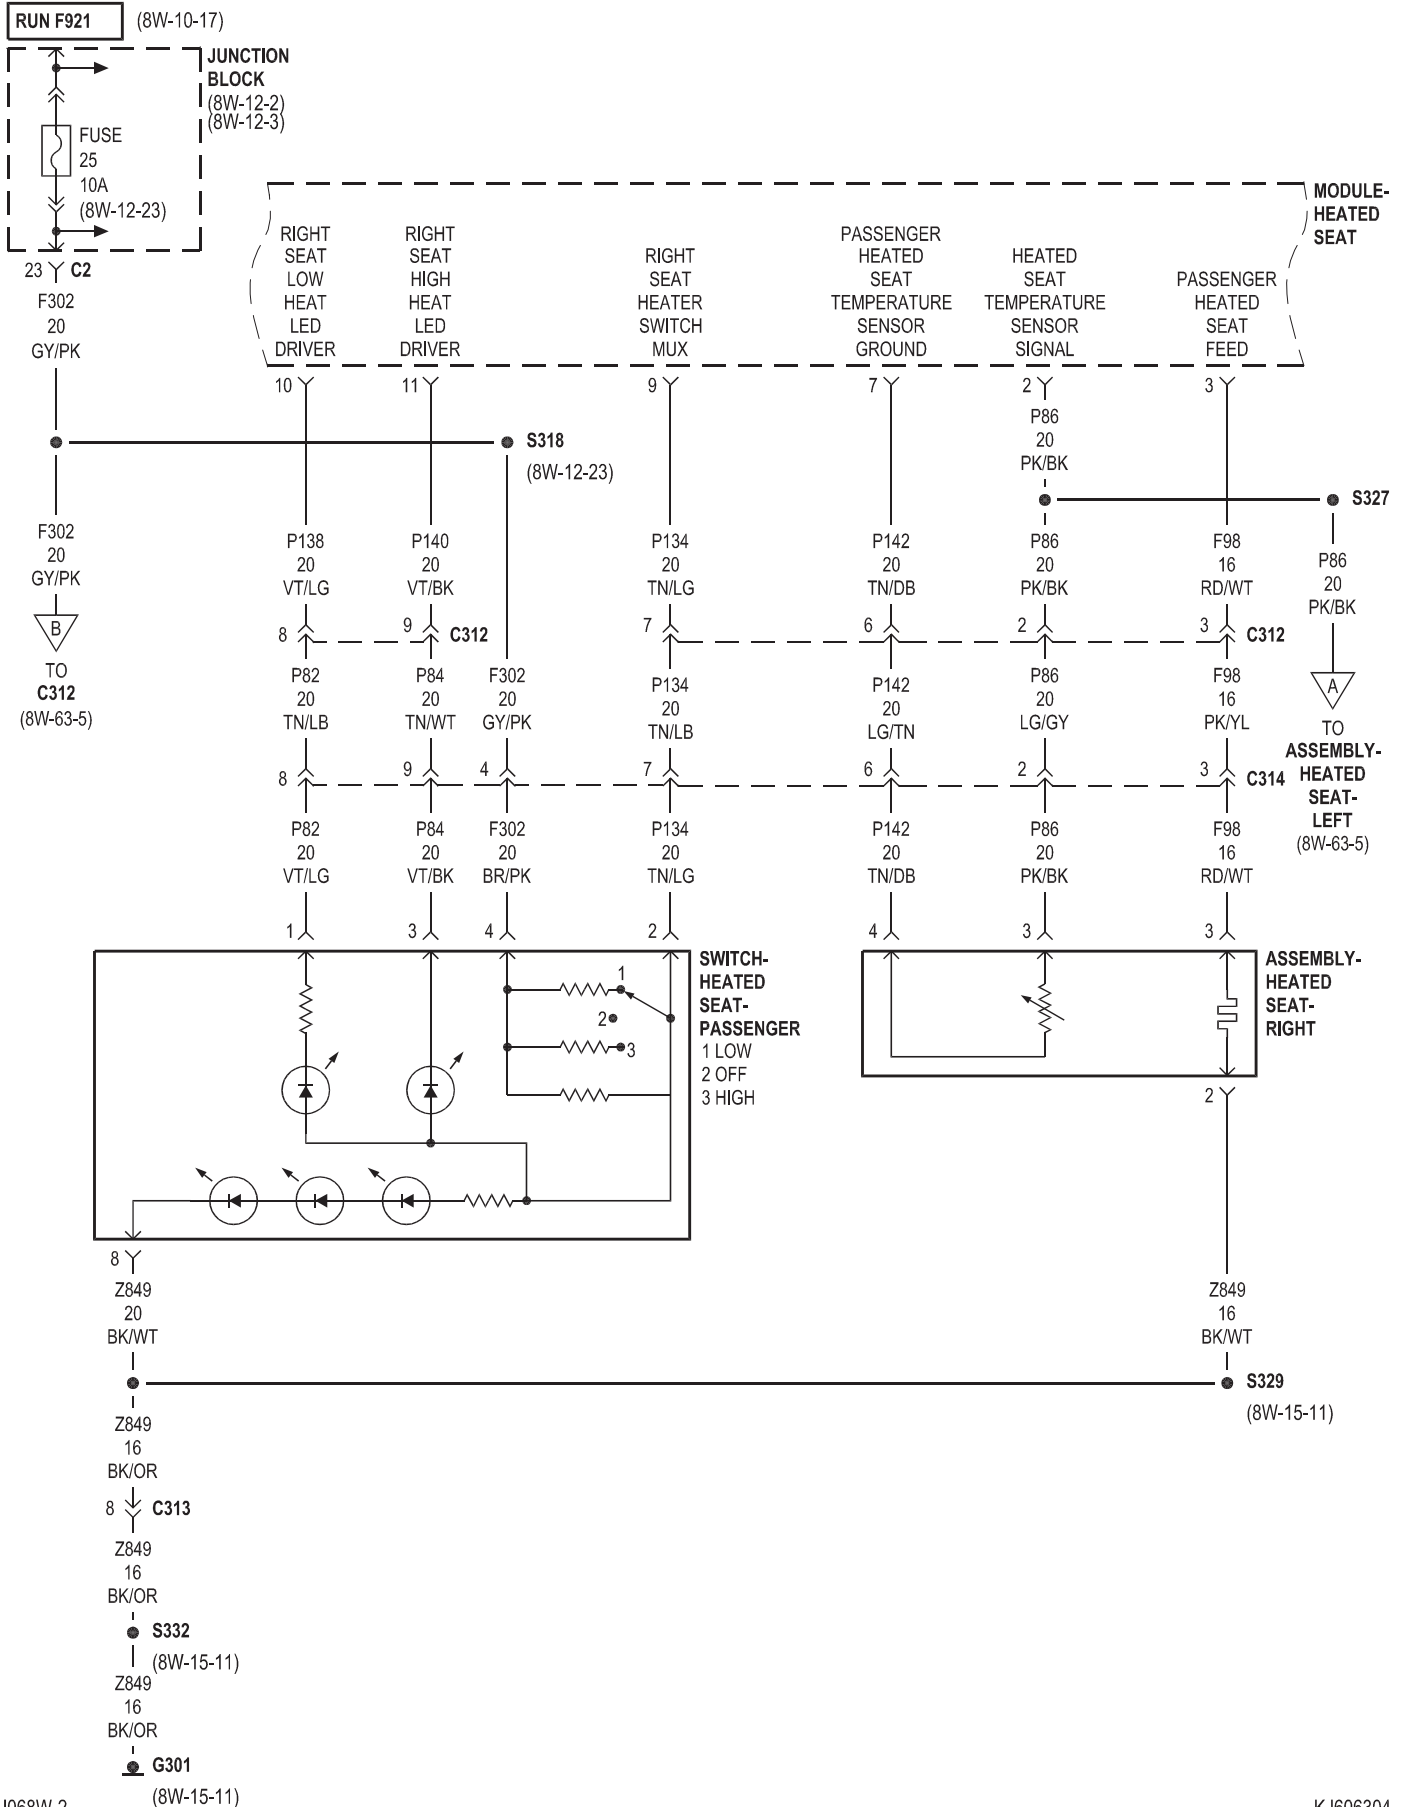 RUN F921
(8W-10-17)
JUNCTION
BLOCK
(8W-12-2)
(8W-12-3)
FUSE
25
10A
(8W-12-23)
23
C2
F302
20
GY/PK
MODULE-
HEATED
SEAT
RIGHT
SEAT
LOW
HEAT
LED
DRIVER
RIGHT
SEAT
HIGH
HEAT
LED
DRIVER
RIGHT
SEAT
HEATER
SWITCH
MUX
PASSENGER
HEATED
SEAT
TEMPERATURE
SENSOR
GROUND
HEATED
SEAT
TEMPERATURE
SENSOR
SIGNAL
PASSENGER
HEATED
SEAT
FEED
10
11
9
7
2
3
P86
20
PK/BK
S318
(8W-12-23)
S327
F302
20
GY/PK
B
TO
C312
(8W-63-5)
P138
20
VT/LG
P140
20
VT/BK
P134
20
TN/LG
P142
20
TN/DB
P86
20
PK/BK
F98
16
RD/WT
P86
20
PK/BK
8
9
C312
7
6
2
3
C312
P82
20
TN/LB
P84
20
TN/WT
F302
20
GY/PK
P134
20
TN/LB
P142
20
LG/TN
P86
20
LG/GY
F98
16
PK/YL
A
TO
ASSEMBLY-
HEATED
SEAT-
LEFT
(8W-63-5)
8
9
4
7
6
2
3
C314
P82
20
VT/LG
P84
20
VT/BK
F302
20
BR/PK
P134
20
TN/LG
P142
20
TN/DB
P86
20
PK/BK
F98
16
RD/WT
1
3
4
2
4
3
3
1
2
3
SWITCH-
HEATED
SEAT-
PASSENGER
1 LOW
2 OFF
3 HIGH
ASSEMBLY-
HEATED
SEAT-
RIGHT
2
8
Z849
20
BK/WT
Z849
16
BK/WT
S329
(8W-15-11)
Z849
16
BK/OR
8
C313
Z849
16
BK/OR
S332
(8W-15-11)
Z849
16
BK/OR
G301
(8W-15-11)